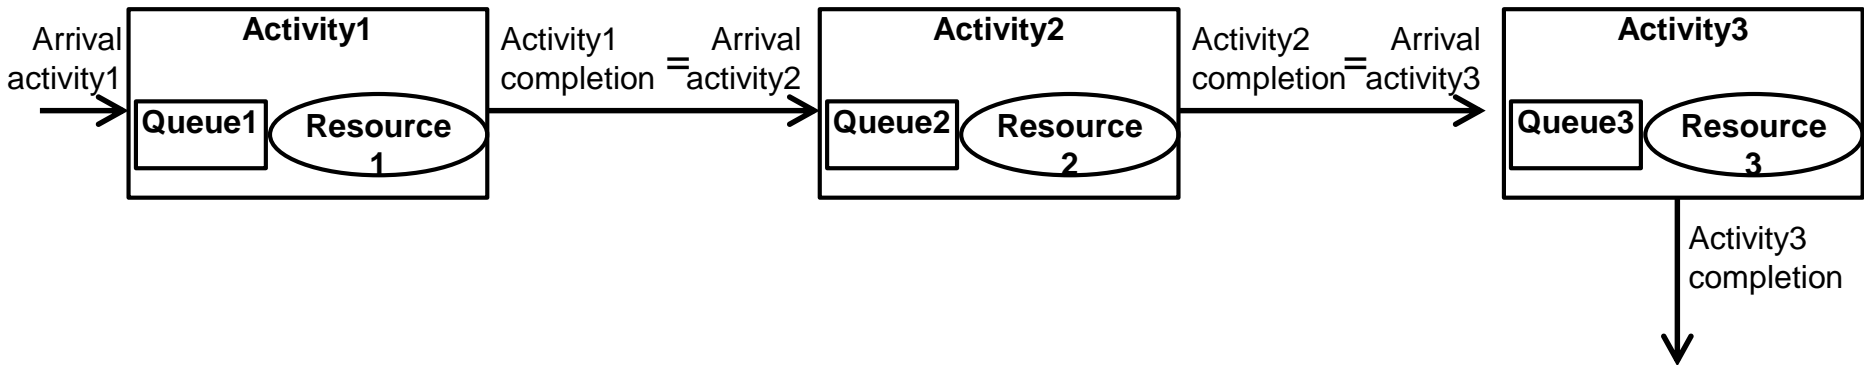 Arrival
activity1
Activity1
Queue1
Resource
1
Activity1
completion
=
Arrival
activity2
Activity2
Queue2
Resource
2
Activity2
completion
=
Arrival
activity3
Activity3
Queue3
Resource
3
Activity3
completion